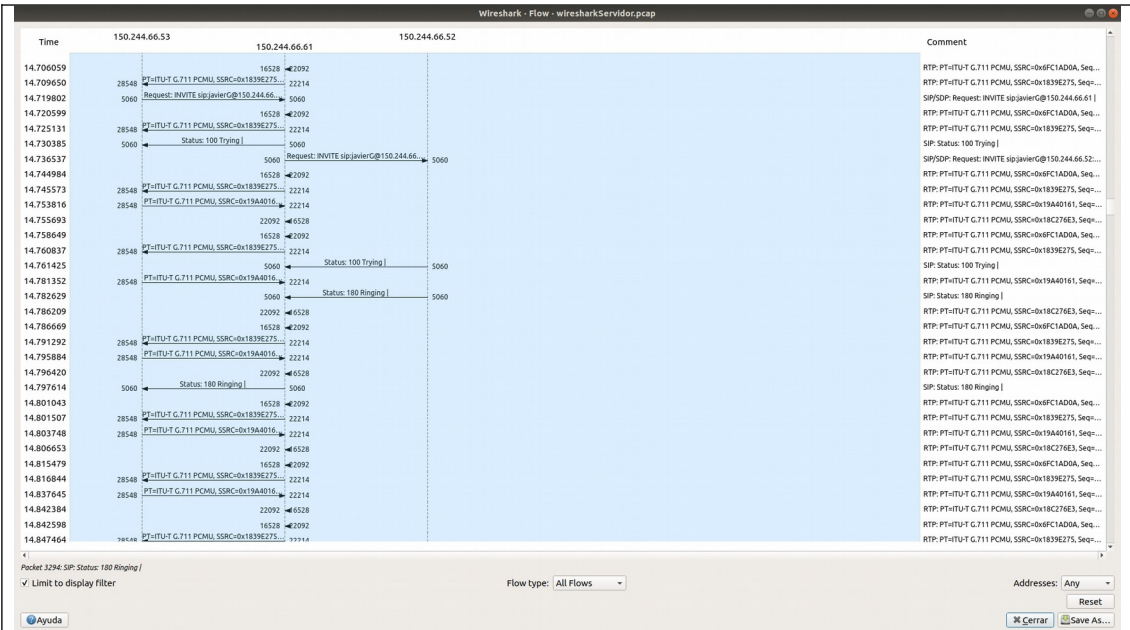 Wireshark · Flow · wiresharkServidor.pcap
Time 150.244.66.53 150.244.66.61 150.244.66.52 Comment
14.706059 16528 22092 RTP: PT=ITU-T G.711 PCMU, SSRC=0x6FC1AD0A, Seq...
14.709650 28548 PT=ITU-T G.711 PCMU, SSRC=0x1839E275... 22214 RTP: PT=ITU-T G.711 PCMU, SSRC=0x1839E275, Seq=...
14.719802 5060 Request: INVITE sip:javierG@150.244.66... 5060 SIP/SDP: Request: INVITE sip:javierG@150.244.66.61 |
14.720599 16528 22092 RTP: PT=ITU-T G.711 PCMU, SSRC=0x6FC1AD0A, Seq...
14.725131 28548 PT=ITU-T G.711 PCMU, SSRC=0x1839E275... 22214 RTP: PT=ITU-T G.711 PCMU, SSRC=0x1839E275, Seq=...
14.730385 5060 Status: 100 Trying | 5060 SIP: Status: 100 Trying |
14.736537 5060 Request: INVITE sip:javierG@150.244.66... 5060 SIP/SDP: Request: INVITE sip:javierG@150.244.66.52:...
14.744984 16528 22092 RTP: PT=ITU-T G.711 PCMU, SSRC=0x6FC1AD0A, Seq...
14.745573 28548 PT=ITU-T G.711 PCMU, SSRC=0x1839E275... 22214 RTP: PT=ITU-T G.711 PCMU, SSRC=0x1839E275, Seq=...
14.753816 28548 PT=ITU-T G.711 PCMU, SSRC=0x19A4016... 22214 RTP: PT=ITU-T G.711 PCMU, SSRC=0x19A40161, Seq=...
14.755693 22092 16528 RTP: PT=ITU-T G.711 PCMU, SSRC=0x18C276E3, Seq=...
14.758649 16528 22092 RTP: PT=ITU-T G.711 PCMU, SSRC=0x6FC1AD0A, Seq...
14.760837 28548 PT=ITU-T G.711 PCMU, SSRC=0x1839E275... 22214 RTP: PT=ITU-T G.711 PCMU, SSRC=0x1839E275, Seq=...
14.761425 5060 Status: 100 Trying | 5060 SIP: Status: 100 Trying |
14.781352 28548 PT=ITU-T G.711 PCMU, SSRC=0x19A4016... 22214 RTP: PT=ITU-T G.711 PCMU, SSRC=0x19A40161, Seq=...
14.782629 5060 Status: 180 Ringing | 5060 SIP: Status: 180 Ringing |
14.786209 22092 16528 RTP: PT=ITU-T G.711 PCMU, SSRC=0x18C276E3, Seq=...
14.786669 16528 22092 RTP: PT=ITU-T G.711 PCMU, SSRC=0x6FC1AD0A, Seq...
14.791292 28548 PT=ITU-T G.711 PCMU, SSRC=0x1839E275... 22214 RTP: PT=ITU-T G.711 PCMU, SSRC=0x1839E275, Seq=...
14.795884 28548 PT=ITU-T G.711 PCMU, SSRC=0x19A4016... 22214 RTP: PT=ITU-T G.711 PCMU, SSRC=0x19A40161, Seq=...
14.796420 22092 16528 RTP: PT=ITU-T G.711 PCMU, SSRC=0x18C276E3, Seq=...
14.797614 5060 Status: 180 Ringing | 5060 SIP: Status: 180 Ringing |
14.801043 16528 22092 RTP: PT=ITU-T G.711 PCMU, SSRC=0x6FC1AD0A, Seq...
14.801507 28548 PT=ITU-T G.711 PCMU, SSRC=0x1839E275... 22214 RTP: PT=ITU-T G.711 PCMU, SSRC=0x1839E275, Seq=...
14.803748 28548 PT=ITU-T G.711 PCMU, SSRC=0x19A4016... 22214 RTP: PT=ITU-T G.711 PCMU, SSRC=0x19A40161, Seq=...
14.806653 22092 16528 RTP: PT=ITU-T G.711 PCMU, SSRC=0x18C276E3, Seq=...
14.815479 16528 22092 RTP: PT=ITU-T G.711 PCMU, SSRC=0x6FC1AD0A, Seq...
14.816844 28548 PT=ITU-T G.711 PCMU, SSRC=0x1839E275... 22214 RTP: PT=ITU-T G.711 PCMU, SSRC=0x1839E275, Seq=...
14.837645 28548 PT=ITU-T G.711 PCMU, SSRC=0x19A4016... 22214 RTP: PT=ITU-T G.711 PCMU, SSRC=0x19A40161, Seq=...
14.842384 22092 16528 RTP: PT=ITU-T G.711 PCMU, SSRC=0x18C276E3, Seq=...
14.842598 16528 22092 RTP: PT=ITU-T G.711 PCMU, SSRC=0x6FC1AD0A, Seq...
14.847464 28548 PT=ITU-T G.711 PCMU, SSRC=0x1839E275... 22214 RTP: PT=ITU-T G.711 PCMU, SSRC=0x1839E275, Seq=...
Packet 3294: SIP: Status: 180 Ringing |
Limit to display filter Flow type: All Flows Addresses: Any
Reset
Ayuda Cerrar Save As...